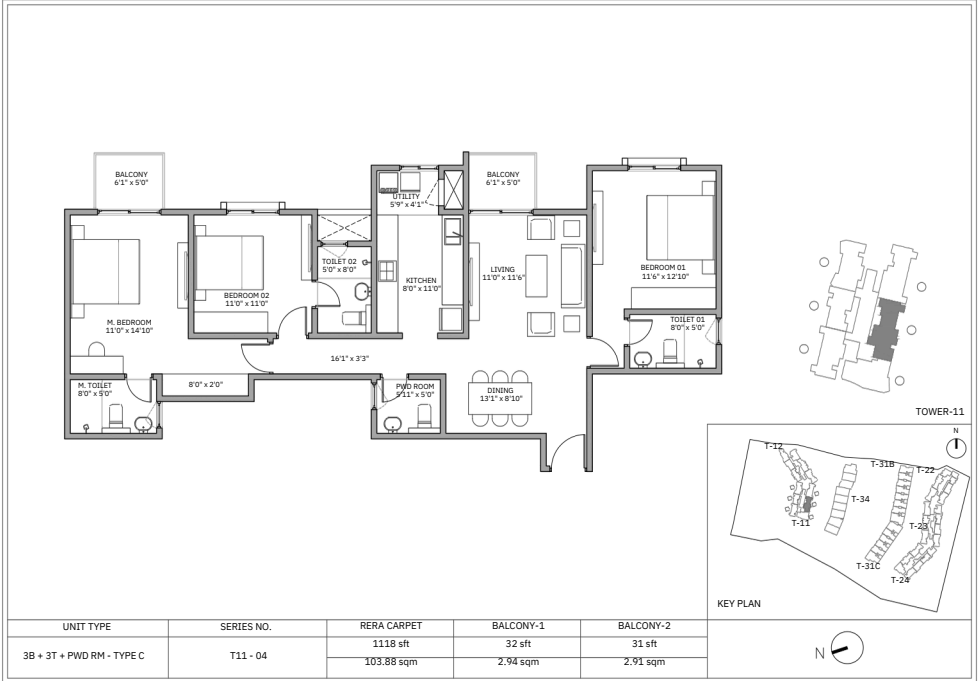 BALCONY
6'1" x 5'0"
BALCONY
6'1" x 5'0"
UTILITY
5'9" x 4'1"
TOILET 02
5'0" x 8'0"
BEDROOM 02
11'0" x 11'0"
M. BEDROOM
11'0" x 14'10"
KITCHEN
8'0" x 11'0"
LIVING
11'0" x 11'6"
BEDROOM 01
11'6" x 12'10"
TOILET 01
8'0" x 5'0"
16'1" x 3'3"
M. TOILET
8'0" x 5'0"
8'0" x 2'0"
PWD ROOM
5'11" x 5'0"
DINING
13'1" x 8'10"
TOWER-11
N
T-12
T-31B
T-22
T-34
T-11
T-23
T-31C
T-24
KEY PLAN
UNIT TYPE
SERIES NO.
RERA CARPET
BALCONY-1
BALCONY-2
3B + 3T + PWD RM - TYPE C
T11 - 04
1118 sft
32 sft
31 sft
103.88 sqm
2.94 sqm
2.91 sqm
N